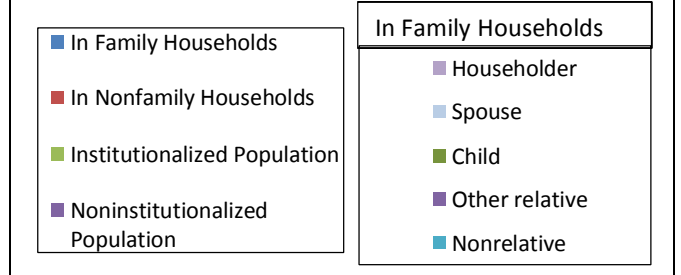 In Family Households
In Nonfamily Households
Institutionalized Population
Noninstitutionalized
Population
In Family Households
Householder
Spouse
Child
Other relative
Nonrelative